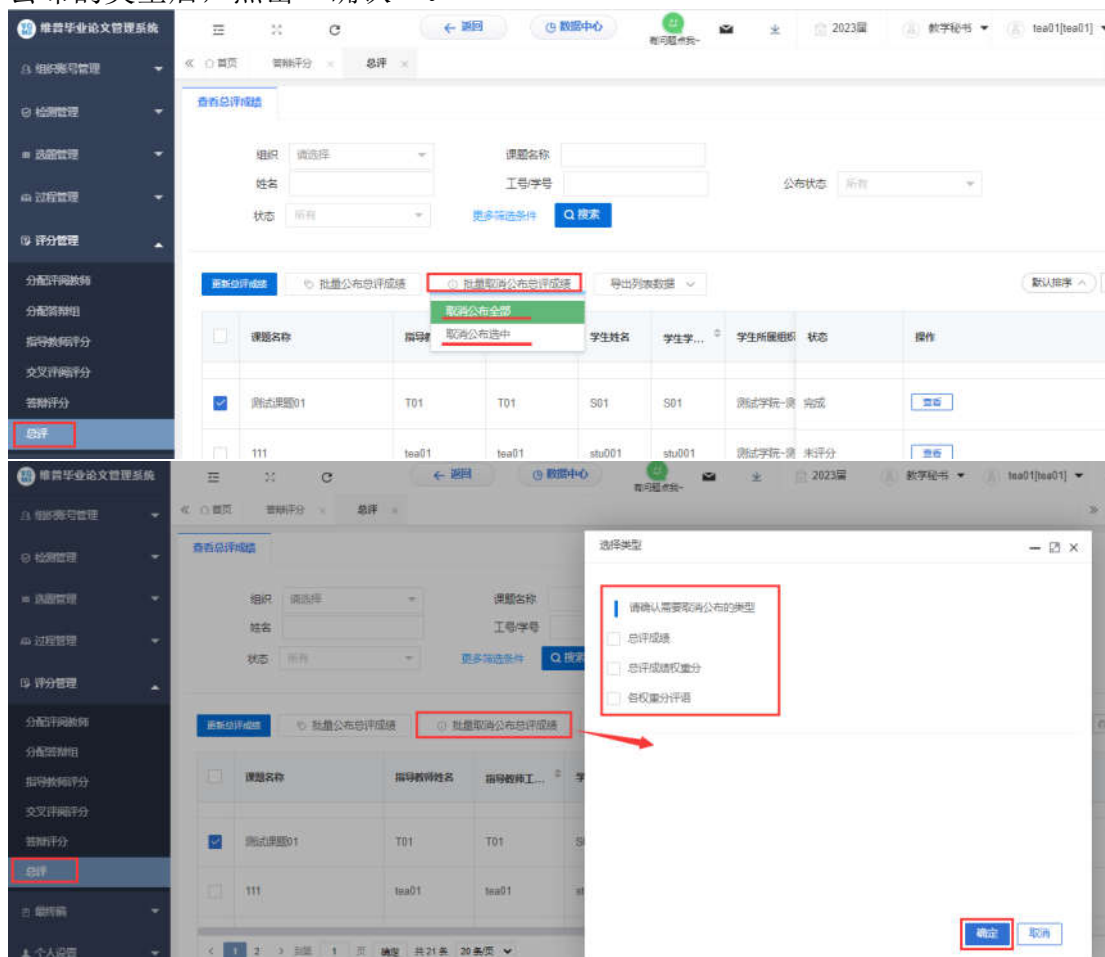 维普毕业论文管理系统 返回 数据中心 有问题点我~ 2023届 教学秘书 tea01[tea01]
组织账号管理 首页 答辩评分 × 总评 ×
检测管理 查看总评成绩
选题管理 组织 请选择 课题名称
过程管理 姓名 工号/学号 公布状态 所有
状态 所有 更多筛选条件 搜索
评分管理
分配评阅教师 更新总评成绩 批量公布总评成绩 批量取消公布总评成绩 导出列表数据 默认排序
分配答辩组 取消公布全部
指导教师评分 课题名称 取消公布选中 学生姓名 学生学... 学生所属组织 状态 操作
交叉评阅评分
答辩评分 测试课题01 T01 T01 S01 S01 测试学院-测 完成 查看
总评
111 tea01 tea01 stu001 stu001 测试学院-测 未评分 查看
维普毕业论文管理系统 返回 数据中心 有问题点我~ 2023届 教学秘书 tea01[tea01]
组织账号管理 首页 答辩评分 × 总评 ×
检测管理 查看总评成绩 选择类型
选题管理 组织 请选择 课题名称 请确认需要取消公布的类型
过程管理 姓名 工号/学号 总评成绩
状态 所有 更多筛选条件 搜索 总评成绩权重分
评分管理 各权重分评语
分配评阅教师 更新总评成绩 批量公布总评成绩 批量取消公布总评成绩
分配答辩组
指导教师评分 课题名称 指导教师姓名 指导教师工...
交叉评阅评分
答辩评分 测试课题01 T01 T01
总评
111 tea01 tea01
最终稿
个人设置 确定 取消
< 1 2 > 到第 1 页 确定 共21条 20条/页